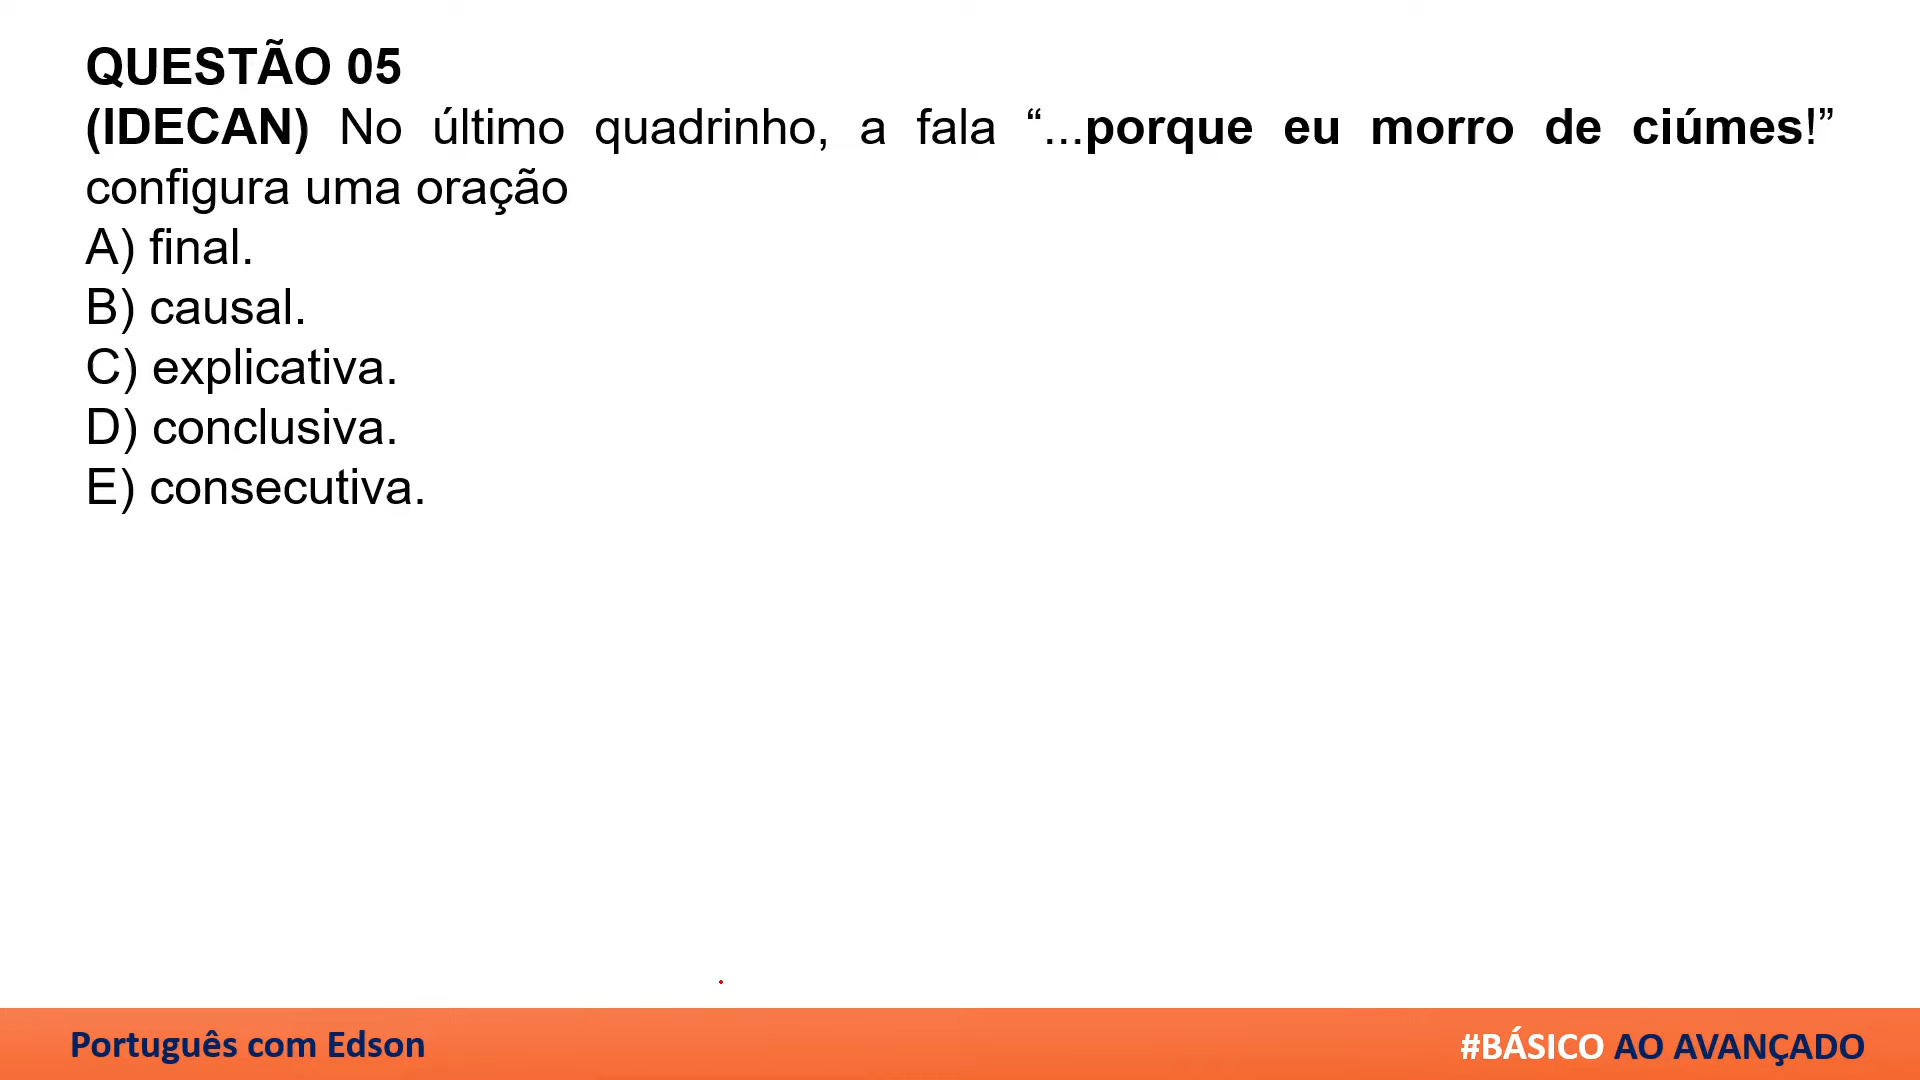 QUESTÃO 05
(IDECAN) No último quadrinho, a fala “...porque eu morro de ciúmes!”
configura uma oração
A) final.
B) causal.
C) explicativa.
D) conclusiva.
E) consecutiva.
Português com Edson
#BÁSICO AO AVANÇADO